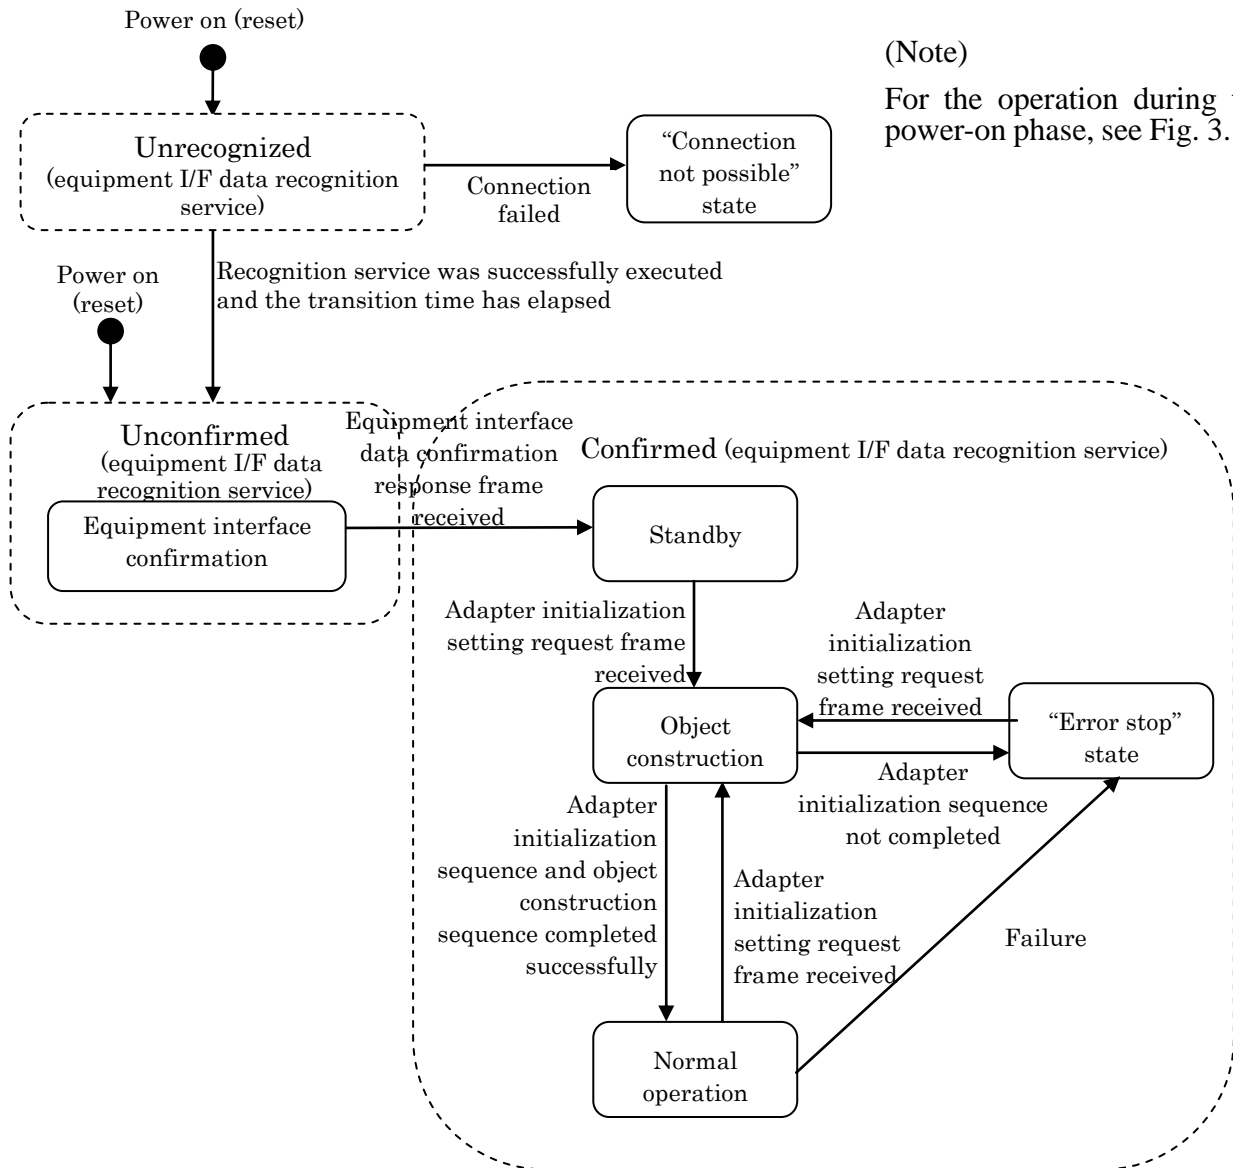 Power on (reset)
(Note)
For the operation during
power-on phase, see Fig. 3.
Unrecognized
(equipment I/F data recognition
service)
Connection
failed
“Connection
not possible”
state
Power on
(reset)
Recognition service was successfully executed
and the transition time has elapsed
Unconfirmed
(equipment I/F data
recognition service)
Equipment interface
confirmation
Equipment interface
data confirmation
response frame
received
Confirmed (equipment I/F data recognition service)
Standby
Adapter initialization
setting request frame
received
Adapter
initialization
setting request
frame received
Object
construction
“Error stop”
state
Adapter
initialization sequence
not completed
Adapter
initialization
sequence and object
construction
sequence completed
successfully
Adapter
initialization
setting request
frame received
Failure
Normal
operation